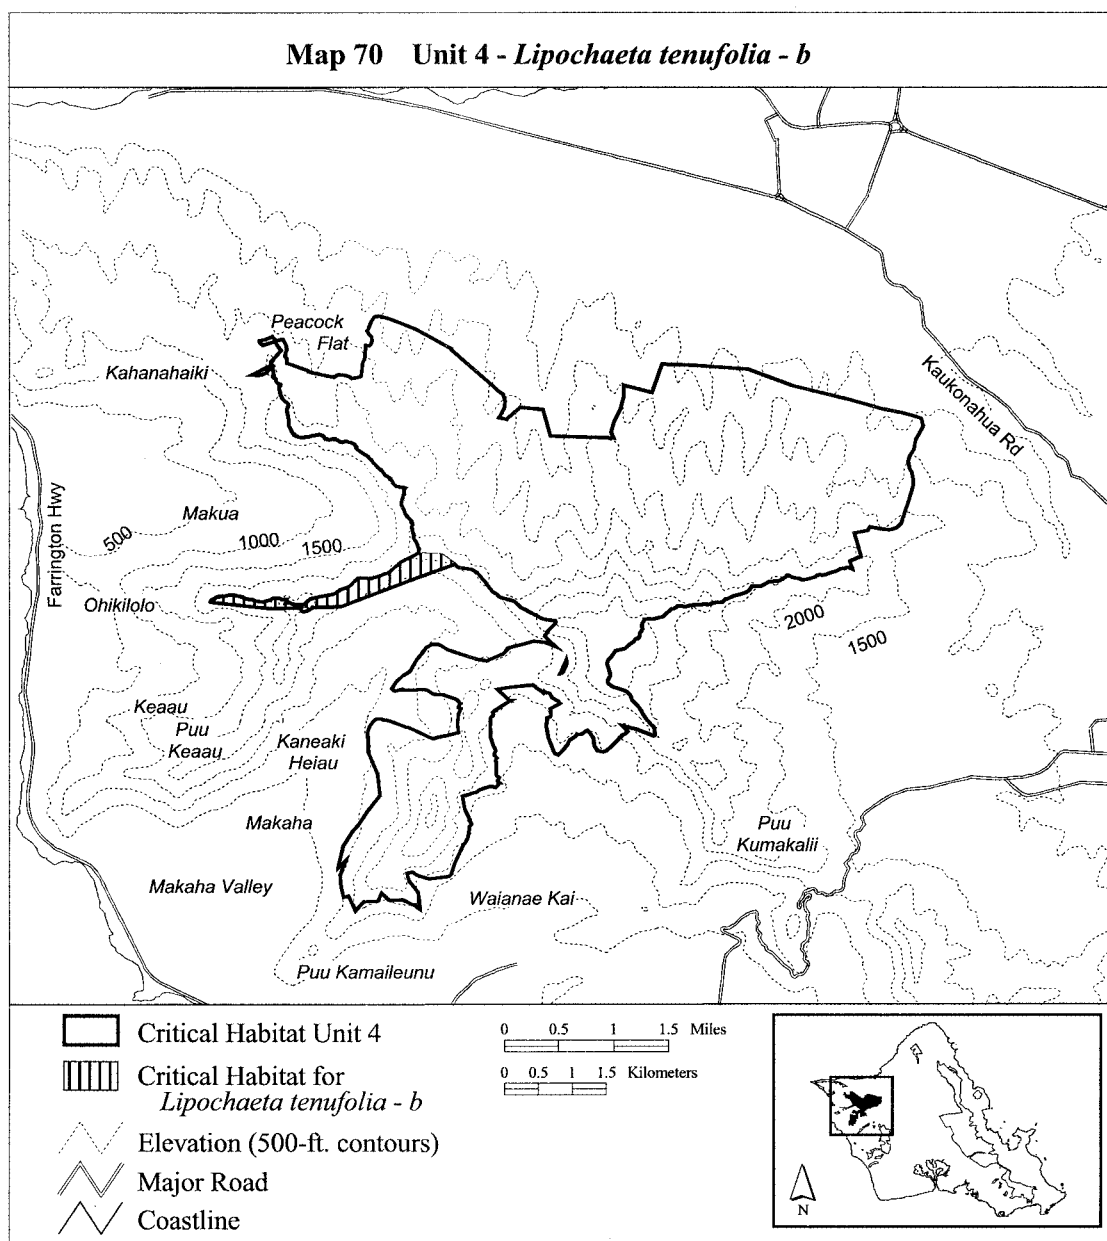 Map 70 Unit 4 - Lipochaeta tenufolia - b
Peacock
Flat
Kahanahaiki
Kaukonahua Rd
Farrington Hwy
Makua
500
1000
1500
Ohikilolo
2000
1500
Keaau
Puu
Keaau
Kaneaki
Heiau
Makaha
Puu
Kumakalii
Makaha Valley
Waianae Kai
Puu Kamaileunu
Critical Habitat Unit 4
Critical Habitat for
Lipochaeta tenufolia - b
Elevation (500-ft. contours)
Major Road
Coastline
0 0.5 1 1.5 Miles
0 0.5 1 1.5 Kilometers
N